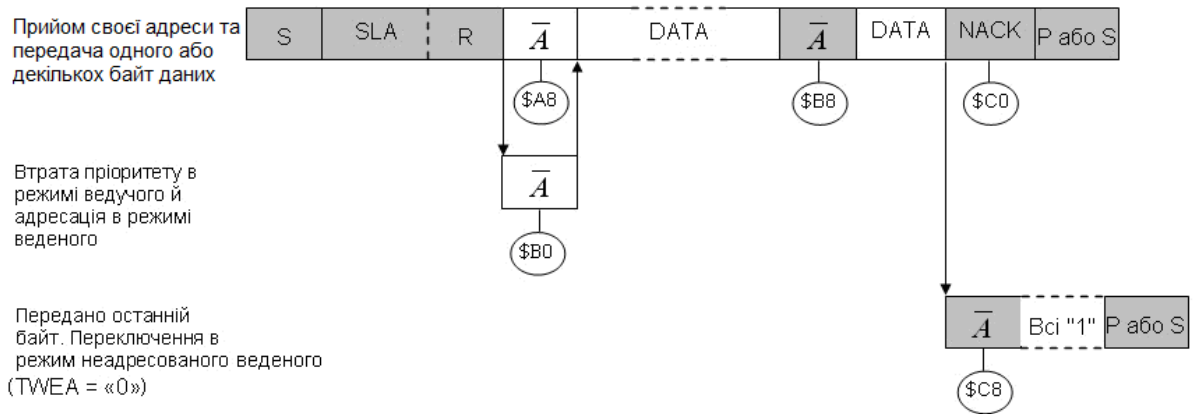 Прийом своєї адреси та
передача одного або
декількох байт даних
S SLA R A̅ DATA A̅ DATA NACK P або S
$A8 $B8 $C0
Втрата пріоритету в
режимі ведучого й
адресація в режимі
веденого
A̅
$B0
Передано останній
байт. Переключення в
режим неадресованого веденого
(TWEA = «0»)
A̅ Всі "1" P або S
$C8